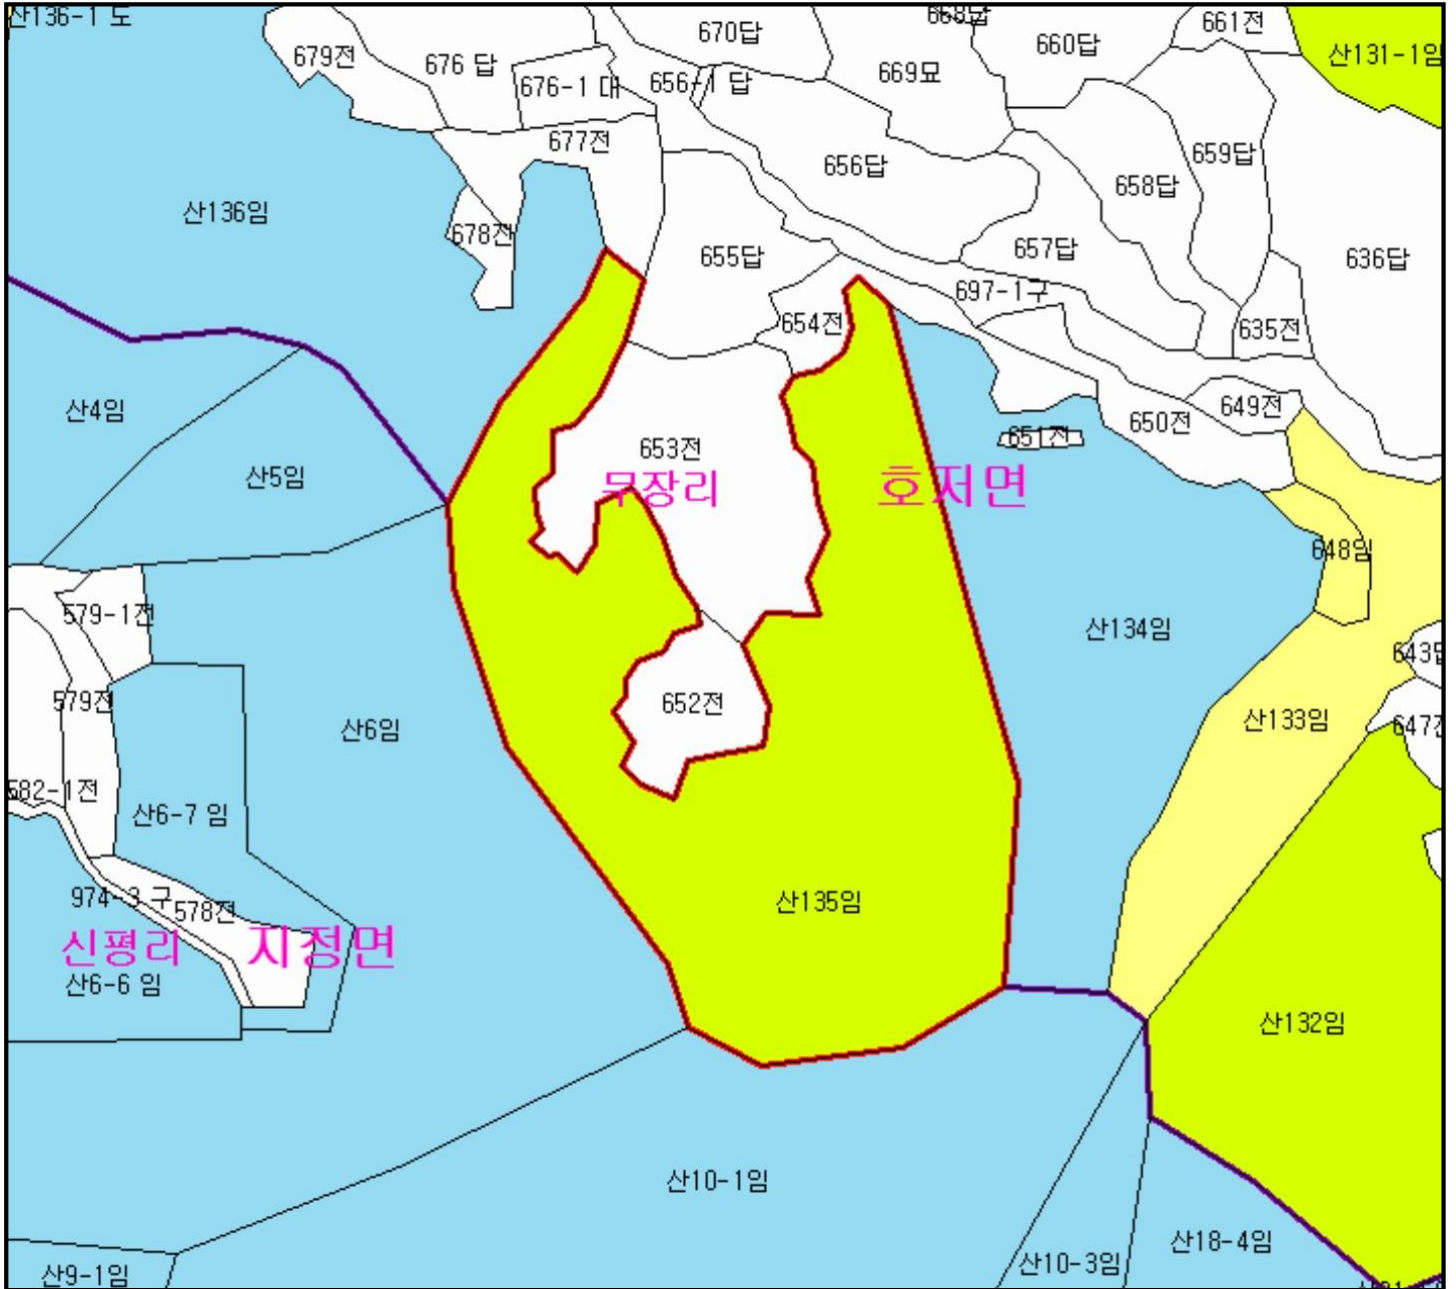 산136-1 도
670답
661전
660답
산131-1임
679전
676 답
669묘
676-1 대
656-1 답
677전
659답
656답
658답
산136임
678전
655답
657답
636답
697-1구
654전
635전
산4임
649전
650전
651전
653전
산5임
무장리
호저면
648임
579-1전
산134임
652전
579전
산133임
산6임
582-1전
산6-7 임
산135임
974-3 구
578전
신평리
지정면
산6-6 임
산132임
산10-1임
산18-4임
산10-3임
산9-1임